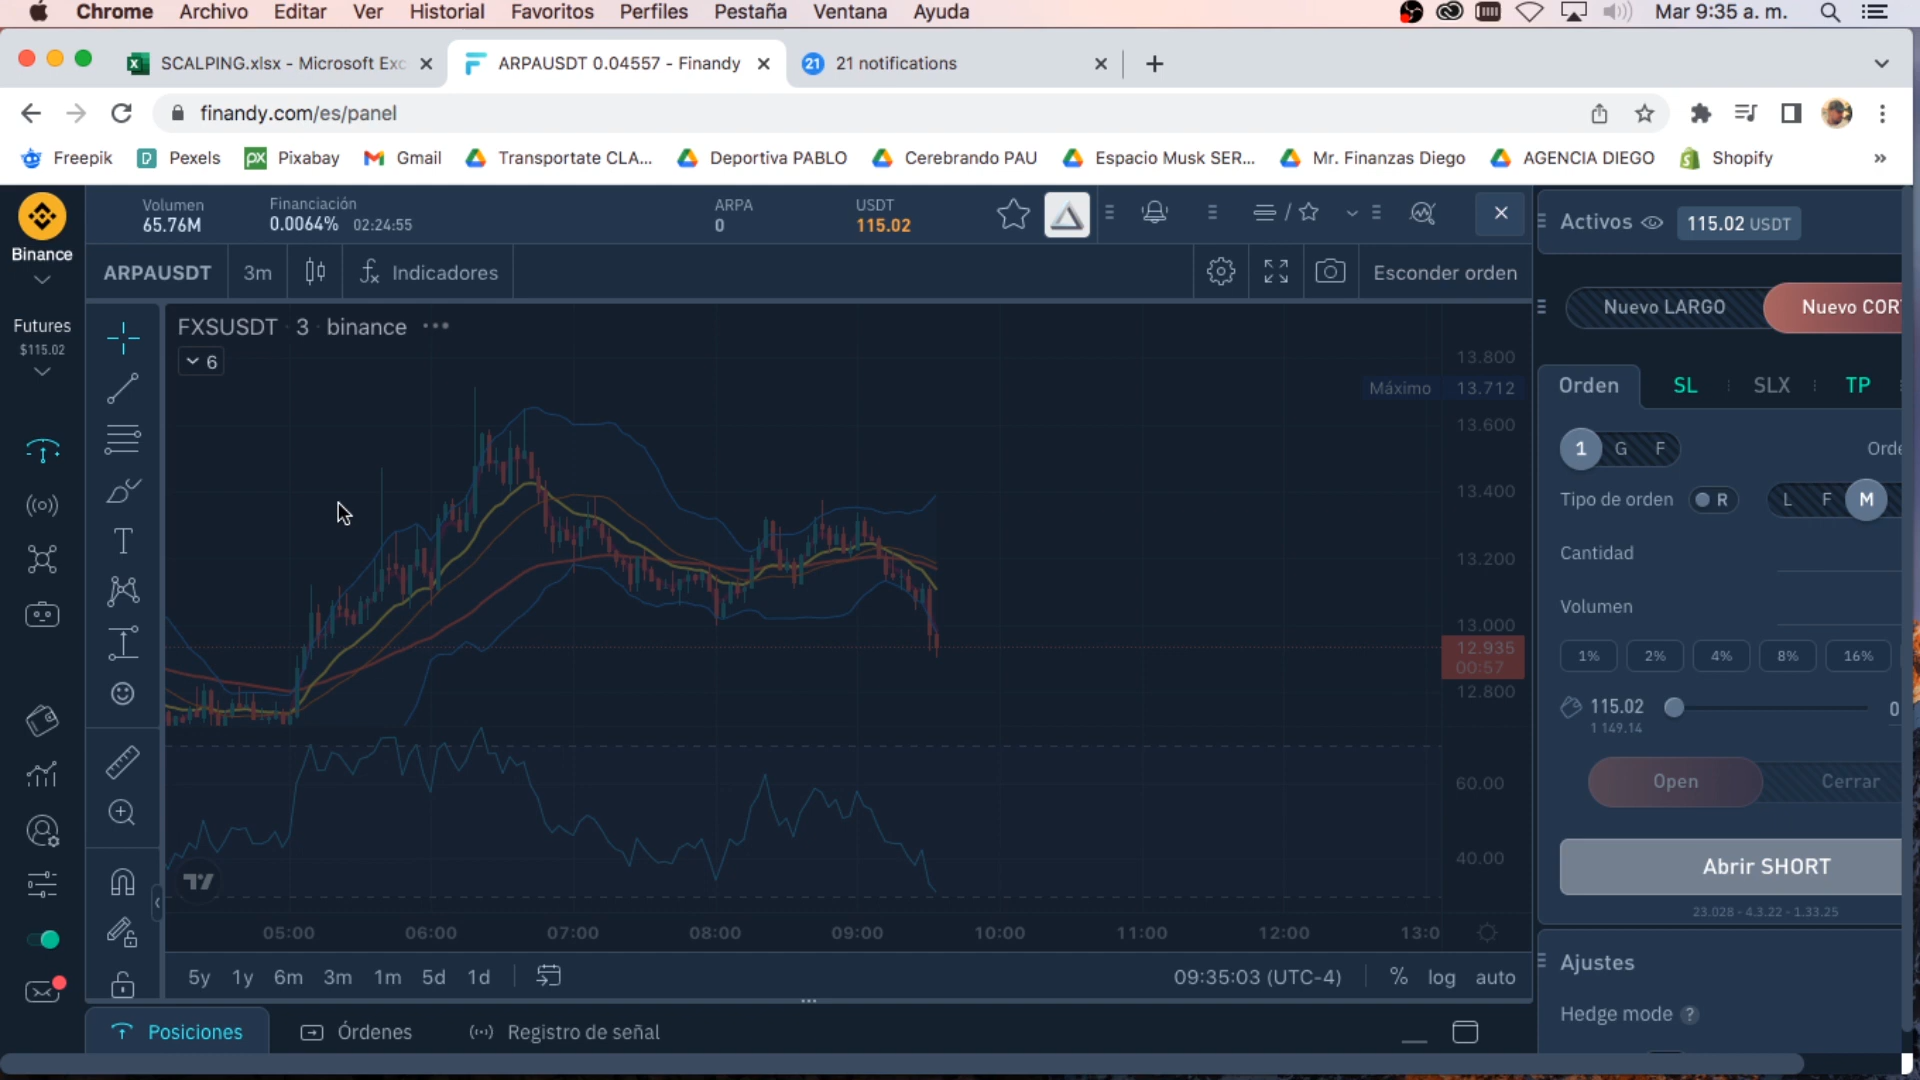 Chrome Archivo Editar Ver Historial Favoritos Perfiles Pestaña Ventana Ayuda Mar 9:35 a. m.
SCALPING.xlsx - Microsoft Exc
ARPAUSDT 0.04557 - Finandy
21 21 notifications
finandy.com/es/panel
Freepik Pexels Pixabay Gmail Transportate CLA... Deportiva PABLO Cerebrando PAU Espacio Musk SER... Mr. Finanzas Diego AGENCIA DIEGO Shopify »
Volumen Financiación ARPA USDT
65.76M 0.0064% 02:24:55 0 115.02
Activos 115.02 USDT
Binance
ARPAUSDT 3m Indicadores Esconder orden
Nuevo LARGO Nuevo COR
Futures
$115.02
FXSUSDT · 3 · binance
6
13.800
Máximo 13.712
13.600
13.400
13.200
13.000
12.935
00:57
12.800
60.00
40.00
Orden SL SLX TP
1 G F Orde
Tipo de orden R L F M
Cantidad
Volumen
1% 2% 4% 8% 16%
115.02 0
1 149.14
Open Cerrar
Abrir SHORT
23.028 - 4.3.22 - 1.33.25
05:00 06:00 07:00 08:00 09:00 10:00 11:00 12:00 13:0
5y 1y 6m 3m 1m 5d 1d 09:35:03 (UTC-4) % log auto
Ajustes
Hedge mode ?
Posiciones Órdenes Registro de señal